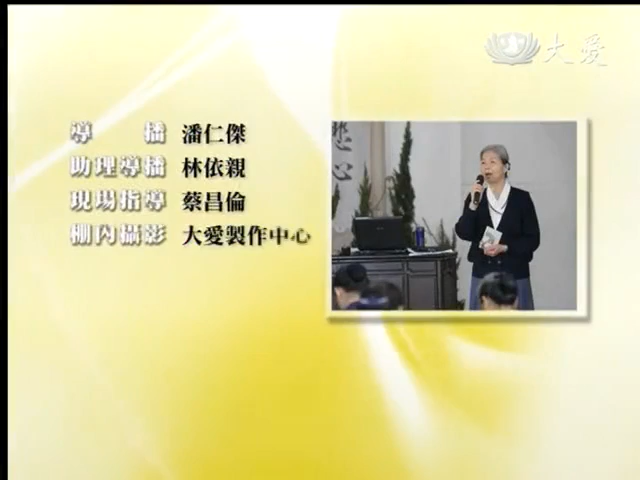 大愛
導播 潘仁傑
助理導播 林依親
現場指導 蔡昌倫
棚內攝影 大愛製作中心